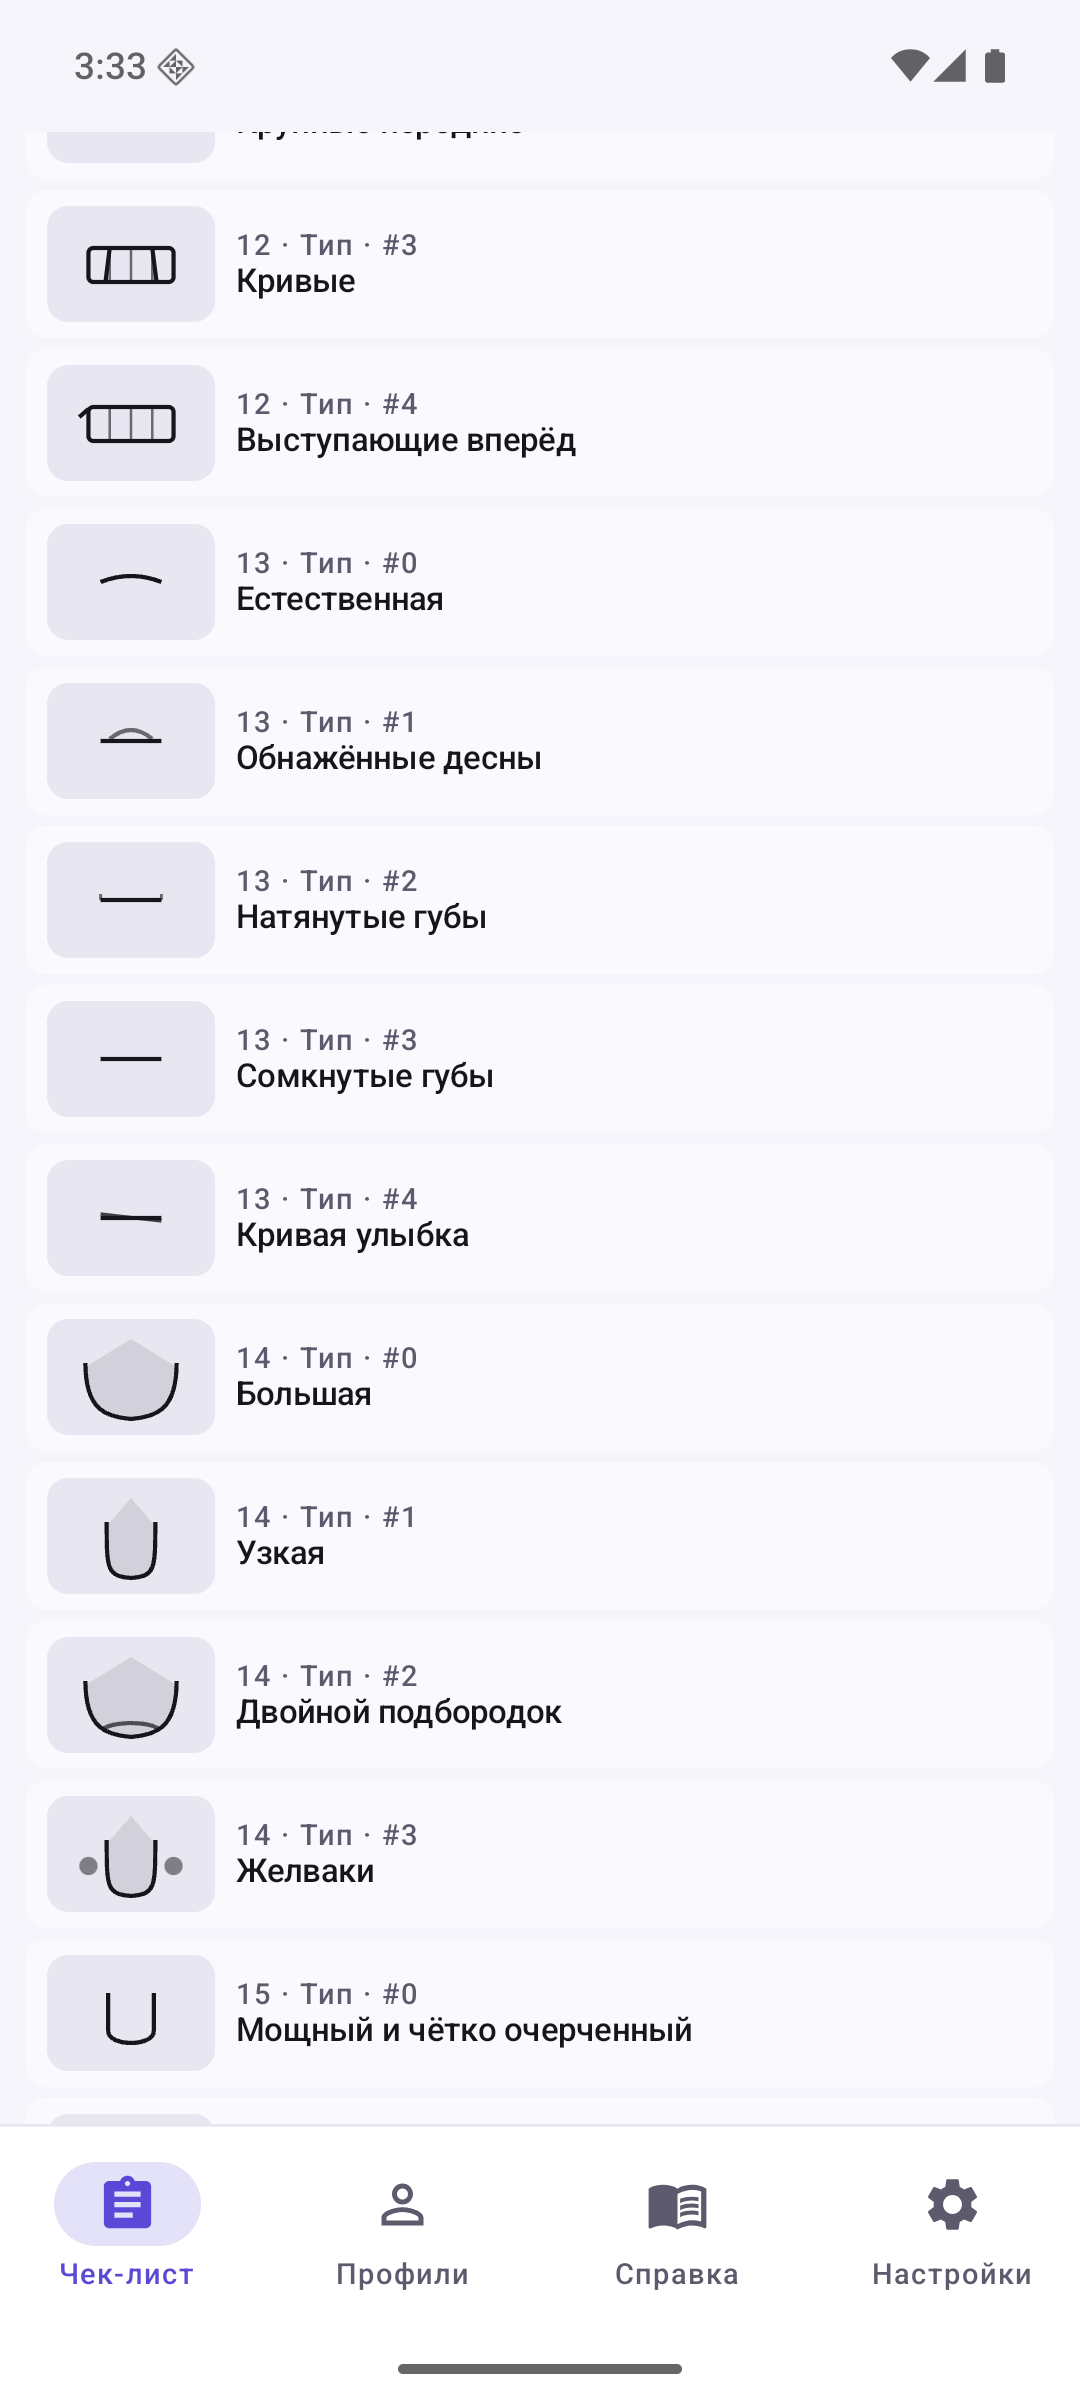 3:33
12 · Тип · #3
Кривые
12 · Тип · #4
Выступающие вперёд
13 · Тип · #0
Естественная
13 · Тип · #1
Обнажённые десны
13 · Тип · #2
Натянутые губы
13 · Тип · #3
Сомкнутые губы
13 · Тип · #4
Кривая улыбка
14 · Тип · #0
Большая
14 · Тип · #1
Узкая
14 · Тип · #2
Двойной подбородок
14 · Тип · #3
Желваки
15 · Тип · #0
Мощный и чётко очерченный
Чек-лист
Профили
Справка
Настройки